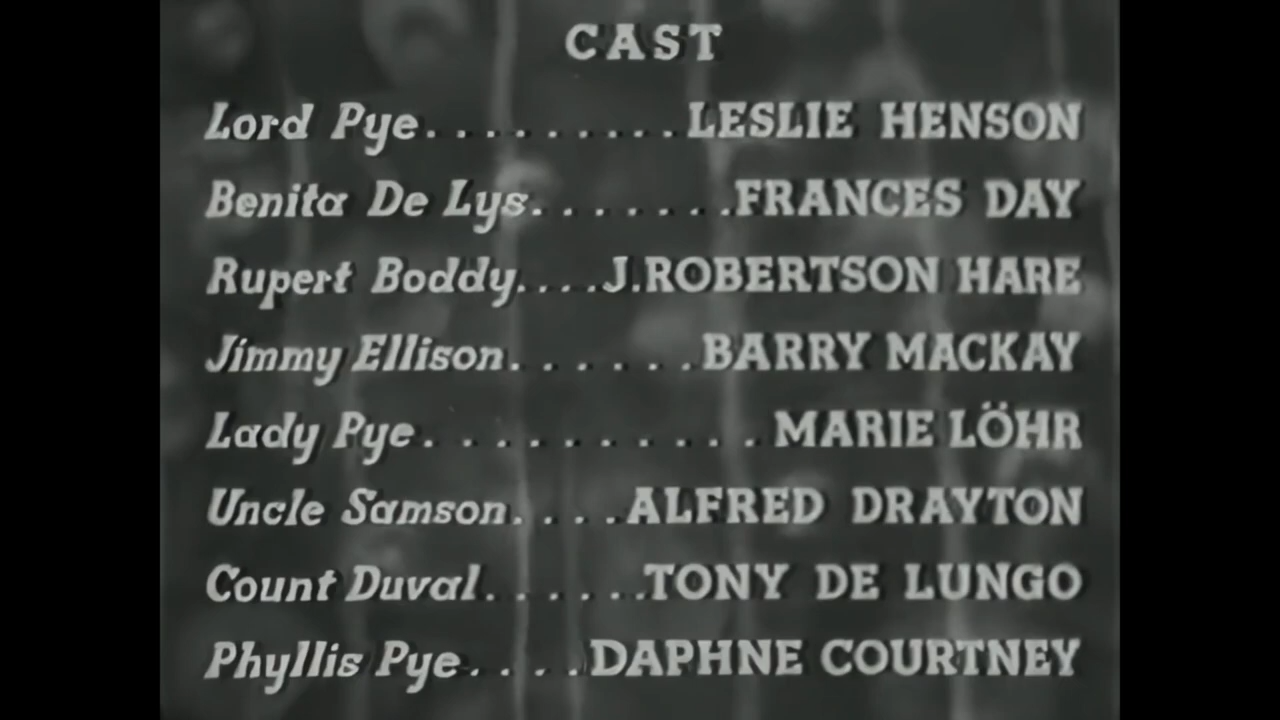 CAST
Lord Pye.........LESLIE HENSON
Benita De Lys.......FRANCES DAY
Rupert Boddy....J.ROBERTSON HARE
Jimmy Ellison......BARRY MACKAY
Lady Pye..........MARIE LÖHR
Uncle Samson....ALFRED DRAYTON
Count Duval......TONY DE LUNGO
Phyllis Pye....DAPHNE COURTNEY